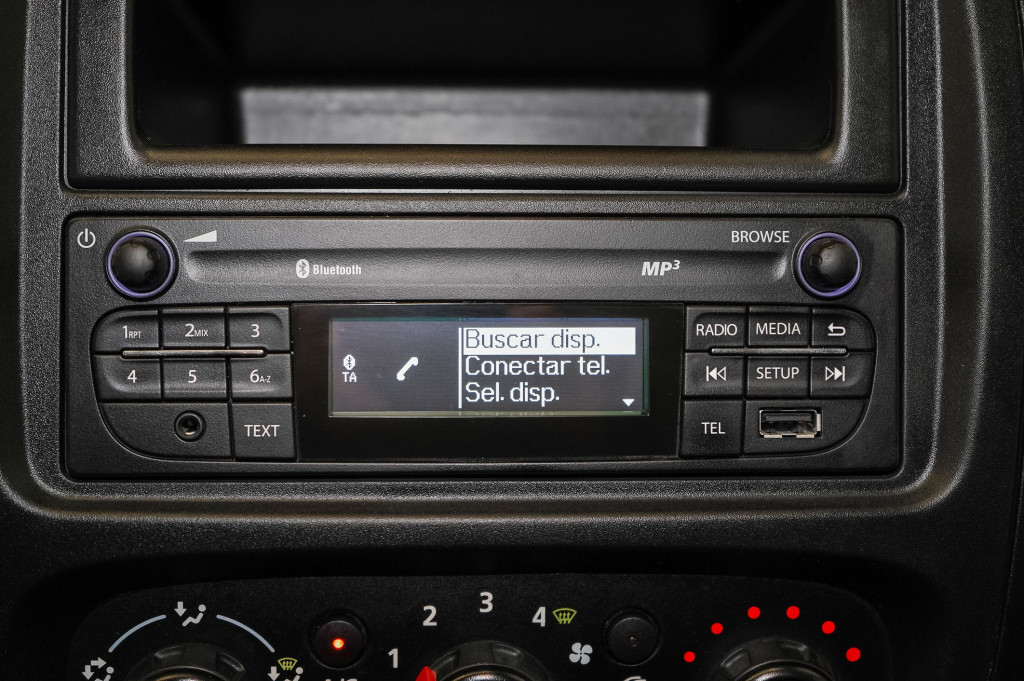 BROWSE
Bluetooth
MP3
1RPT 2MIX 3
4 5 6A-Z
TEXT
TA
Buscar disp.
Conectar tel.
Sel. disp.
RADIO MEDIA
SETUP
TEL
1 2 3 4